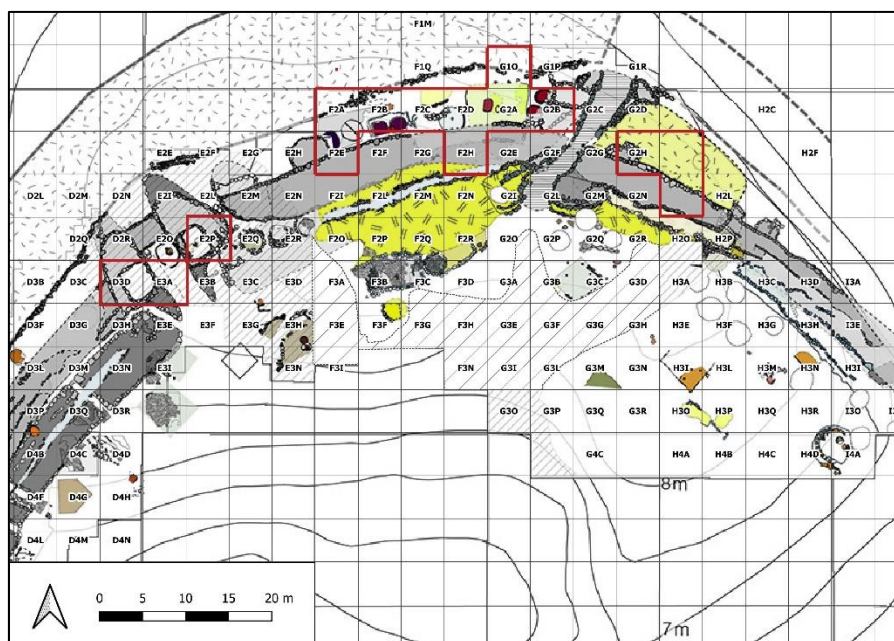 F1M
F1Q G1O G1P G1R
F2A F2B F2C F2D G2A G2B G2C G2D H2C
E2E E2F E2G E2H F2E F2F F2G F2H G2E G2F G2G G2H H2F
D2L D2M D2N E2I E2L E2M E2N F2I F2L F2M F2N G2I G2L G2M G2N H2L
D2Q D2R E2O E2P E2Q E2R F2O F2P F2Q F2R G2O G2P G2Q G2R H2O H2P
D3B D3C D3D E3A E3B E3C E3D F3A F3B F3C F3D G3A G3B G3C G3D H3A H3B H3C H3D I3A
D3F D3G D3H E3E E3F E3G E3H F3E F3F F3G F3H G3E G3F G3G G3H H3E H3F H3G H3H I3E
D3L D3M D3N E3I E3N F3I F3N G3I G3L G3M G3N H3I H3L H3M H3N H3I
D3P D3Q D3R G3O G3P G3Q G3R H3O H3P H3Q H3R I3O
D4B D4C D4D G4C H4A H4B H4C H4D I4A
D4F D4G D4H 8m
D4L D4M D4N
0 5 10 15 20 m
7m